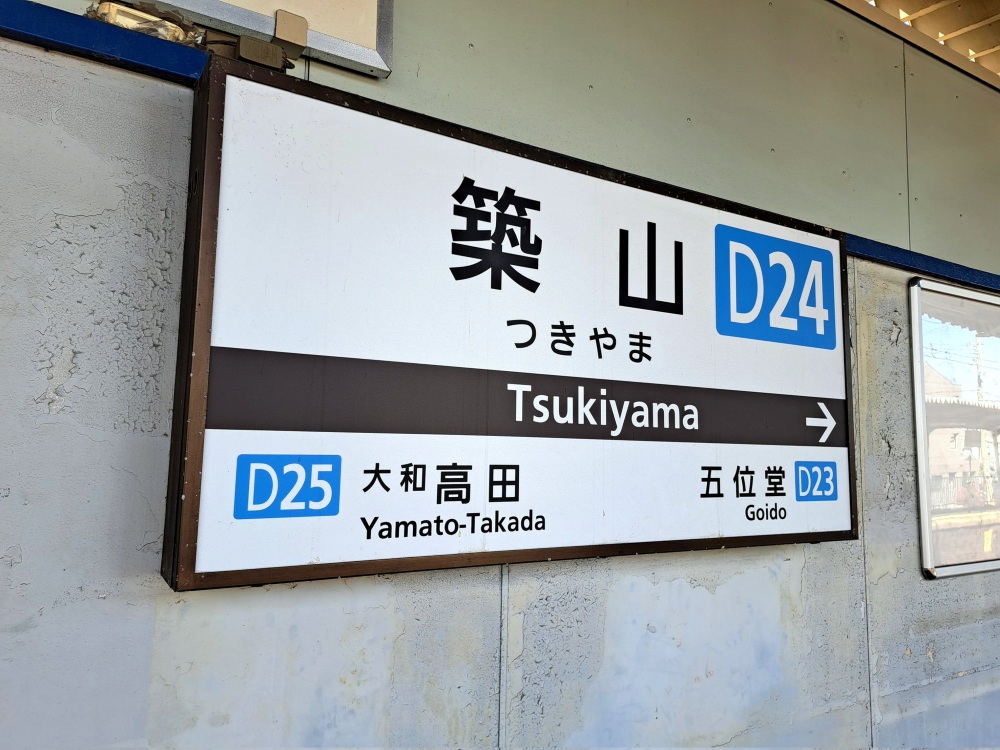 築山 D24
つきやま
Tsukiyama →
D25 大和高田 五位堂 D23
Yamato-Takada Goido